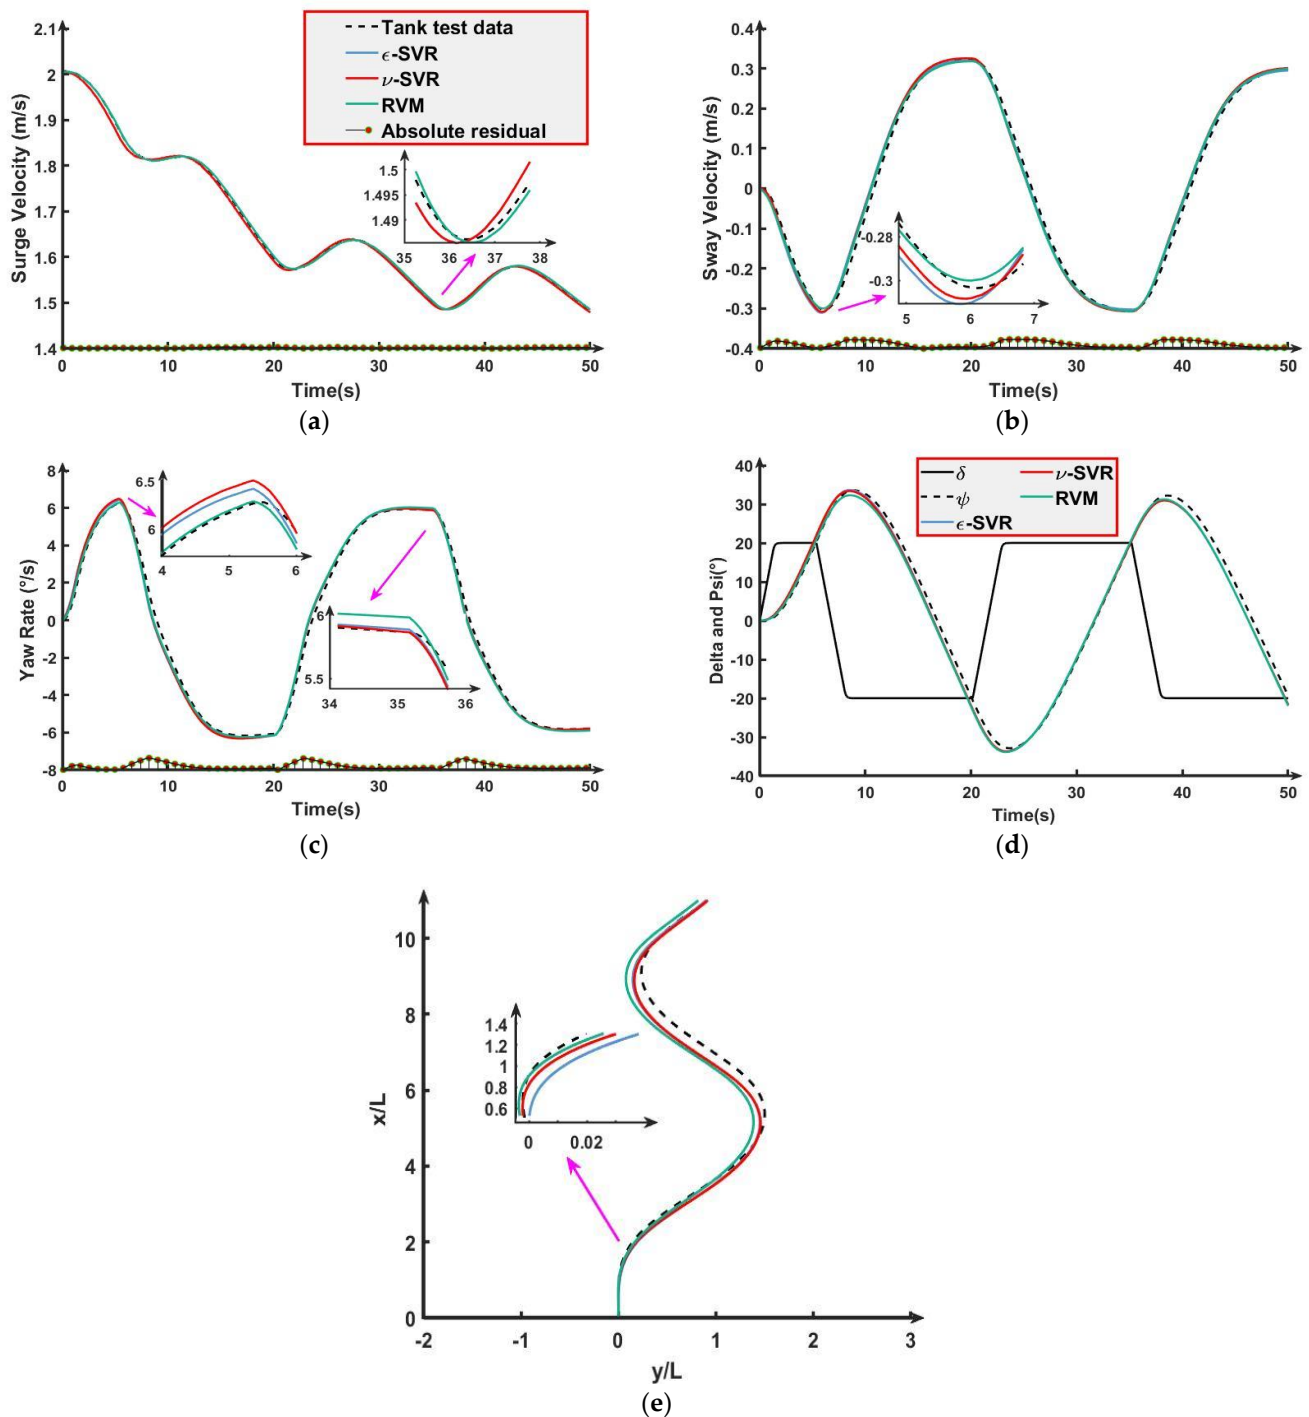 2.1
2
1.9
1.8
1.7
1.6
1.5
1.4
Surge Velocity (m/s)
Tank test data
ϵ-SVR
ν-SVR
RVM
Absolute residual
1.5
1.495
1.49
35 36 37 38
0 10 20 30 40 50
Time(s)
(a)
0.4
0.3
0.2
0.1
0
-0.1
-0.2
-0.3
-0.4
Sway Velocity (m/s)
-0.28
-0.3
5 6 7
0 10 20 30 40 50
Time(s)
(b)
8
6
4
2
0
-2
-4
-6
-8
Yaw Rate (°/s)
6.5
6
4 5 6
6
5.5
34 35 36
0 10 20 30 40 50
Time(s)
(c)
40
30
20
10
0
-10
-20
-30
-40
Delta and Psi(°)
δ ν-SVR
ψ RVM
ϵ-SVR
0 10 20 30 40 50
Time(s)
(d)
10
8
6
4
2
0
x/L
1.4
1.2
1
0.8
0.6
0 0.02
-2 -1 0 1 2 3
y/L
(e)